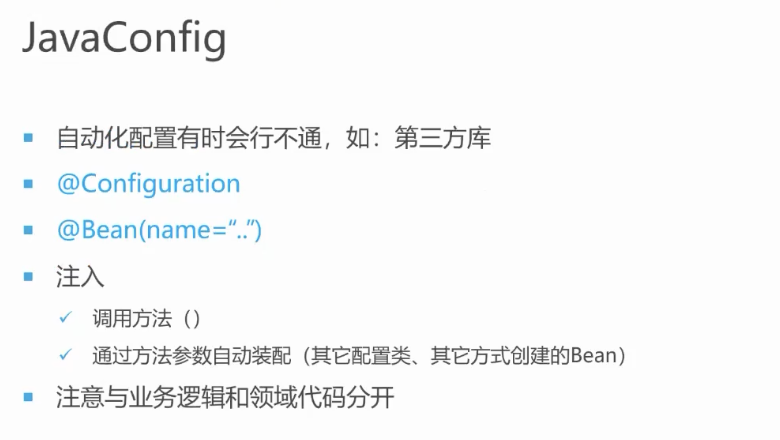 JavaConfig
自动化配置有时会行不通，如：第三方库
@Configuration
@Bean(name=“..”)
注入
调用方法（）
通过方法参数自动装配（其它配置类、其它方式创建的Bean）
注意与业务逻辑和领域代码分开